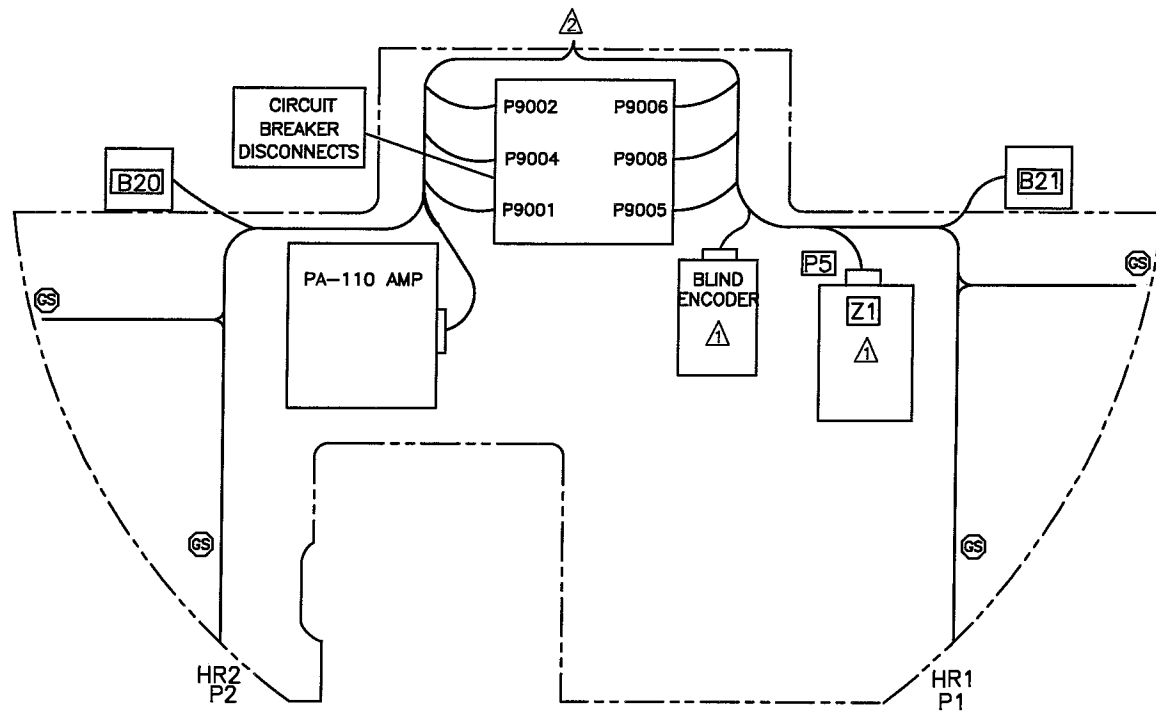 2
CIRCUIT
BREAKER
DISCONNECTS
P9002
P9006
P9004
P9008
P9001
P9005
B20
B21
PA-110 AMP
P5
BLIND
ENCODER
1
Z1
1
GS
GS
GS
GS
HR2
P2
HR1
P1